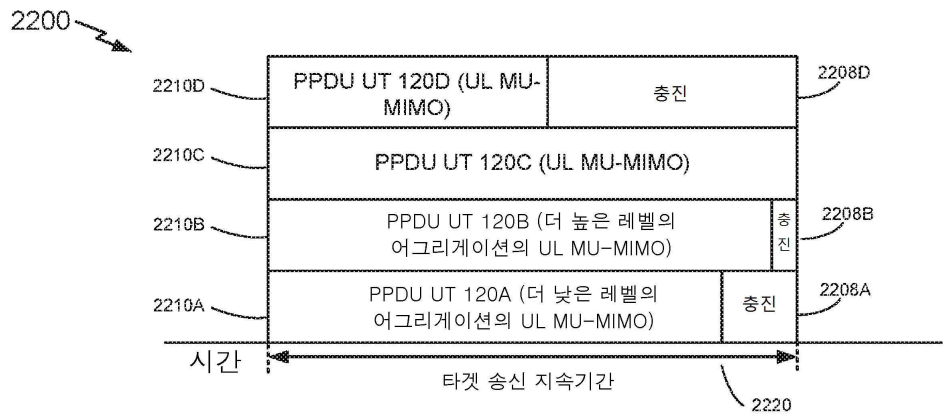 2200
2210D
PPDU UT 120D (UL MU-
MIMO)
충진
2208D
2210C
PPDU UT 120C (UL MU-MIMO)
2210B
PPDU UT 120B (더 높은 레벨의
어그리게이션의 UL MU-MIMO)
충
진
2208B
2210A
PPDU UT 120A (더 낮은 레벨의
어그리게이션의 UL MU-MIMO)
충진
2208A
시간
타겟 송신 지속기간
2220